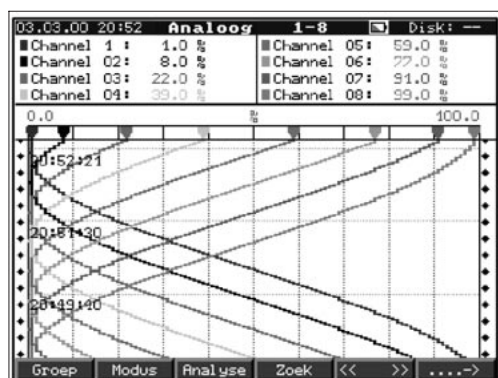 03.03.00 20:52 Analoog 1-8 Disk: --
Channel 1 : 1.0 %
Channel 02: 8.0 %
Channel 03: 22.0 %
Channel 04: 39.0 %
Channel 05: 59.0 %
Channel 06: 77.0 %
Channel 07: 91.0 %
Channel 08: 99.0 %
0.0 % 100.0
20:52:21
20:51:30
20:49:40
Groep Modus Analyse Zoek << >> ....->